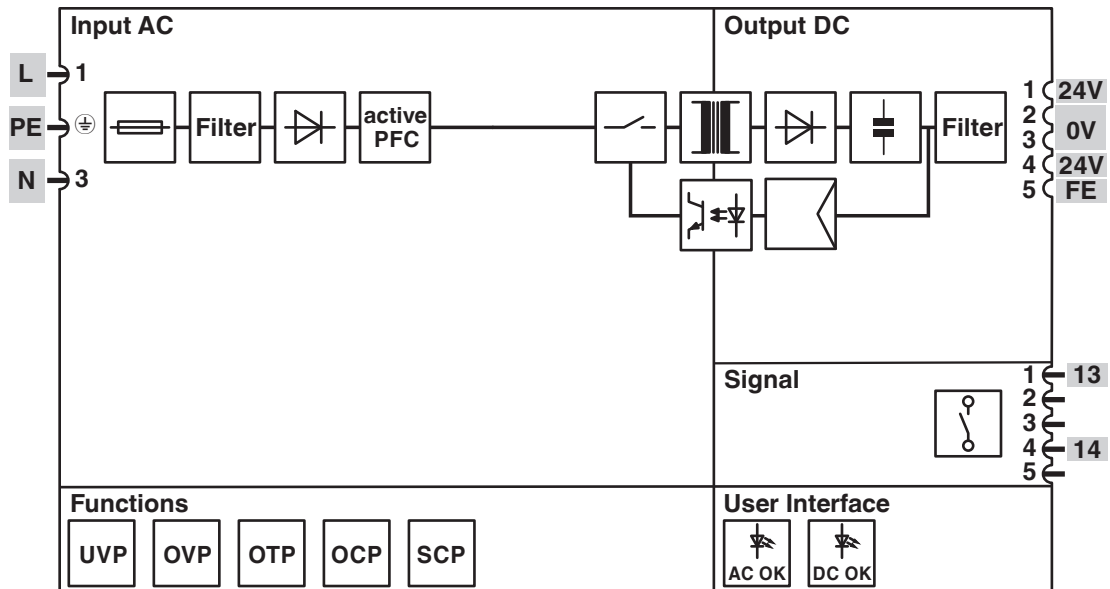 Input AC
Output DC
L
1
PE
N
3
Filter
active
PFC
Filter
1
24V
2
0V
3
4
24V
5
FE
Signal
1
13
2
3
4
14
5
Functions
UVP
OVP
OTP
OCP
SCP
User Interface
AC OK
DC OK